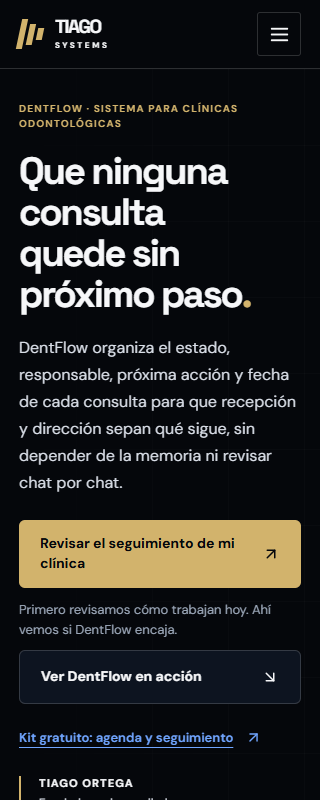 TIAGO
SYSTEMS
DENTFLOW · SISTEMA PARA CLÍNICAS
ODONTOLÓGICAS
Que ninguna
consulta
quede sin
próximo paso.
DentFlow organiza el estado,
responsable, próxima acción y fecha
de cada consulta para que recepción
y dirección sepan qué sigue, sin
depender de la memoria ni revisar
chat por chat.
Revisar el seguimiento de mi
clínica
Primero revisamos cómo trabajan hoy. Ahí
vemos si DentFlow encaja.
Ver DentFlow en acción
Kit gratuito: agenda y seguimiento
TIAGO ORTEGA